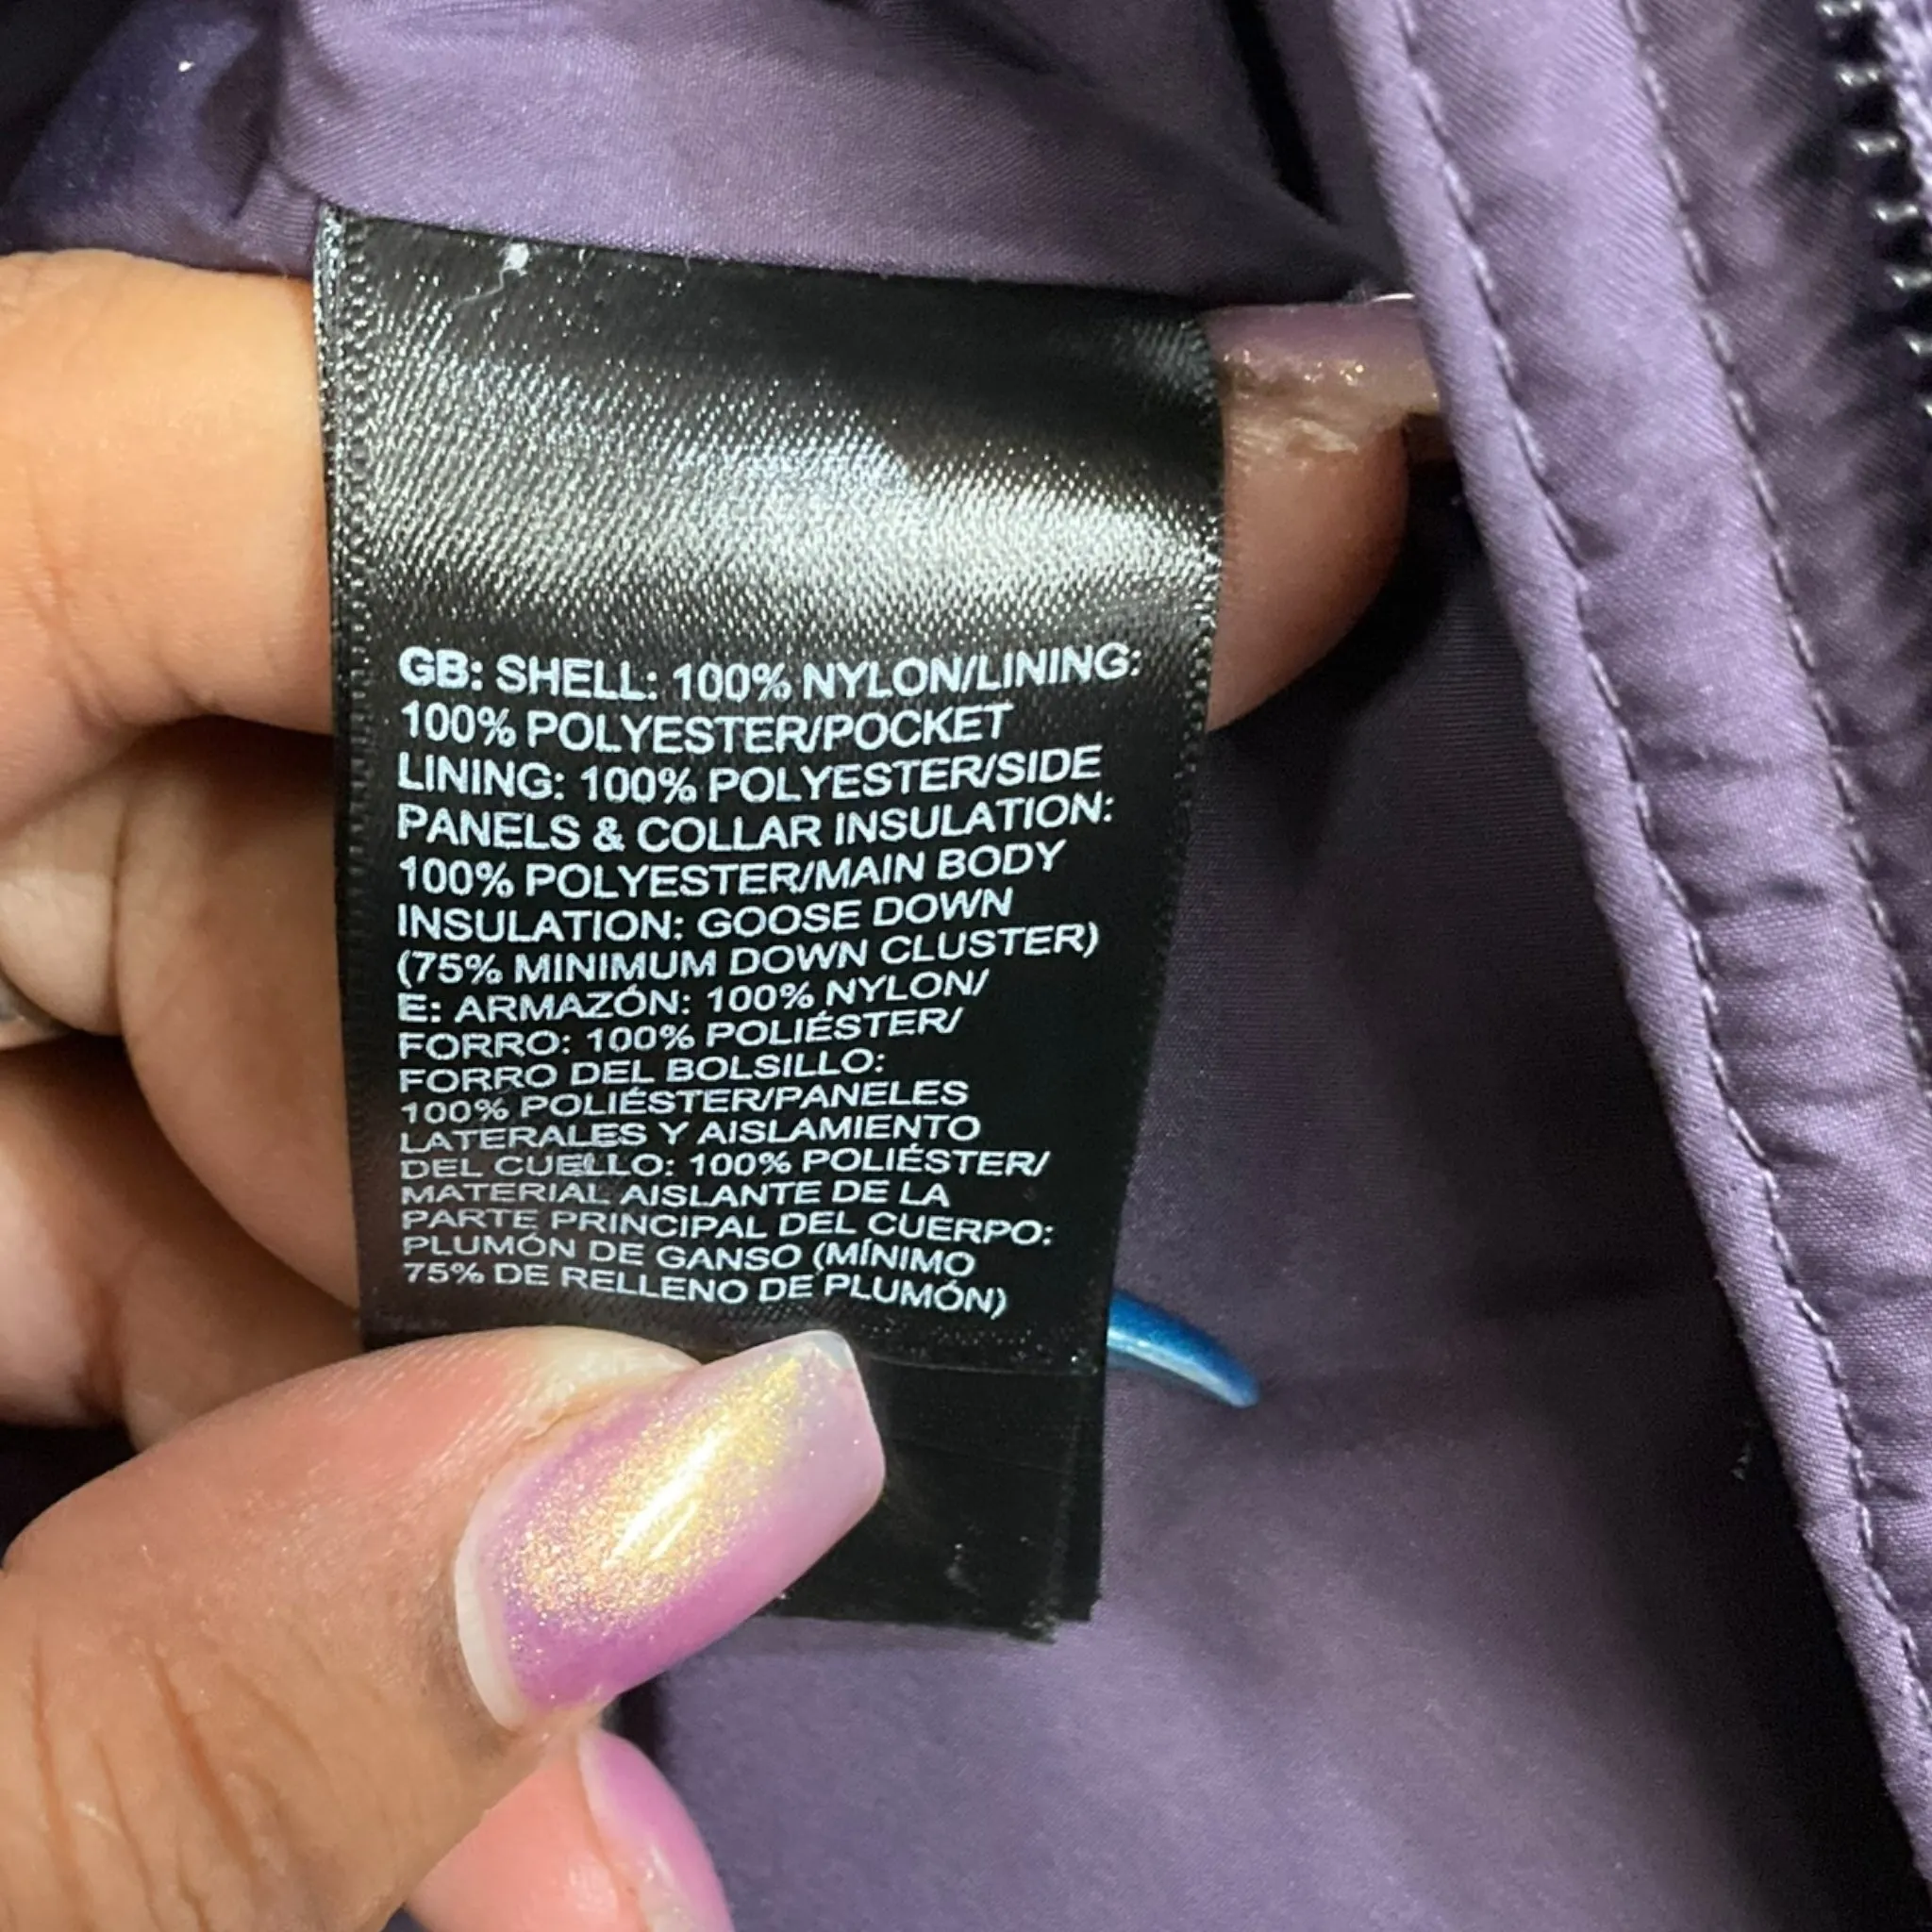 GB: SHELL: 100% NYLON/LINING:
100% POLYESTER/POCKET
LINING: 100% POLYESTER/SIDE
PANELS & COLLAR INSULATION:
100% POLYESTER/MAIN BODY
INSULATION: GOOSE DOWN
(75% MINIMUM DOWN CLUSTER)
E: ARMAZÓN: 100% NYLON/
FORRO: 100% POLIÉSTER/
FORRO DEL BOLSILLO:
100% POLIÉSTER/PANELES
LATERALES Y AISLAMIENTO
DEL CUELLO: 100% POLIÉSTER/
MATERIAL AISLANTE DE LA
PARTE PRINCIPAL DEL CUERPO:
PLUMÓN DE GANSO (MÍNIMO
75% DE RELLENO DE PLUMÓN)